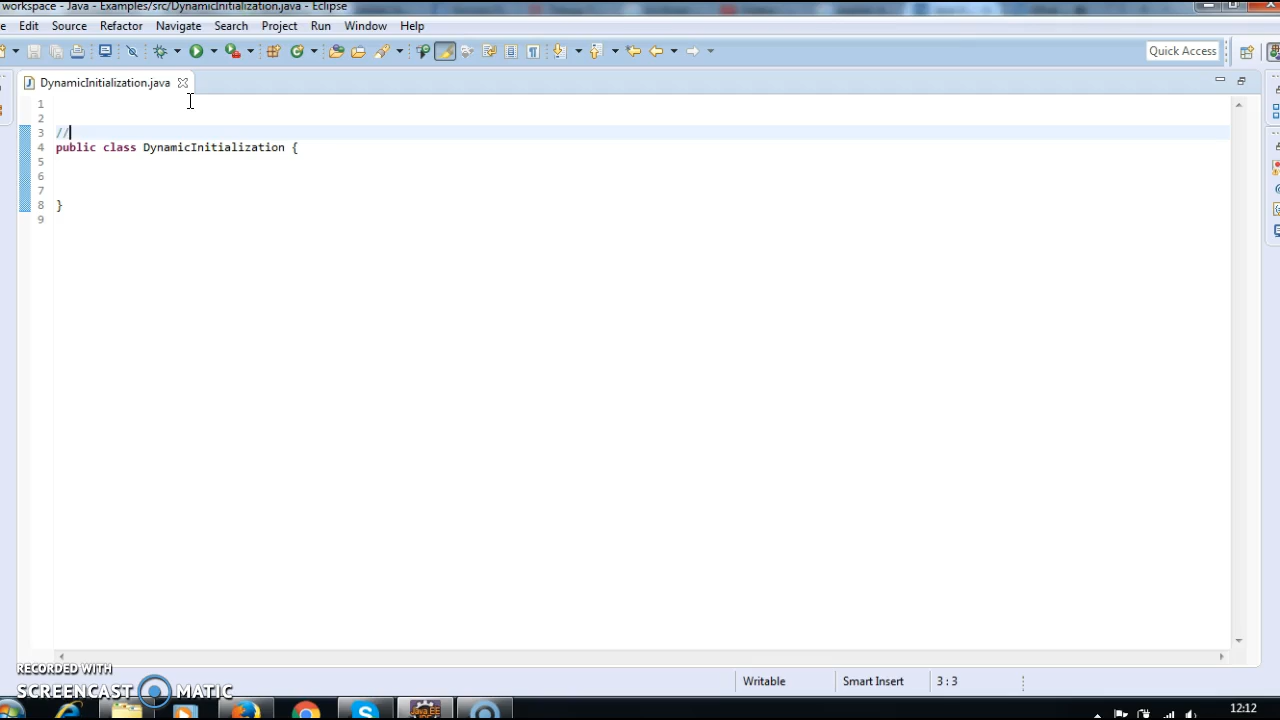 workspace - Java - Examples/src/DynamicInitialization.java - Eclipse
Edit Source Refactor Navigate Search Project Run Window Help
Quick Access
DynamicInitialization.java
1
2
3 //
4 public class DynamicInitialization {
5
6
7
8 }
9
RECORDED WITH
SCREENCAST MATIC
Writable Smart Insert 3 : 3
12:12